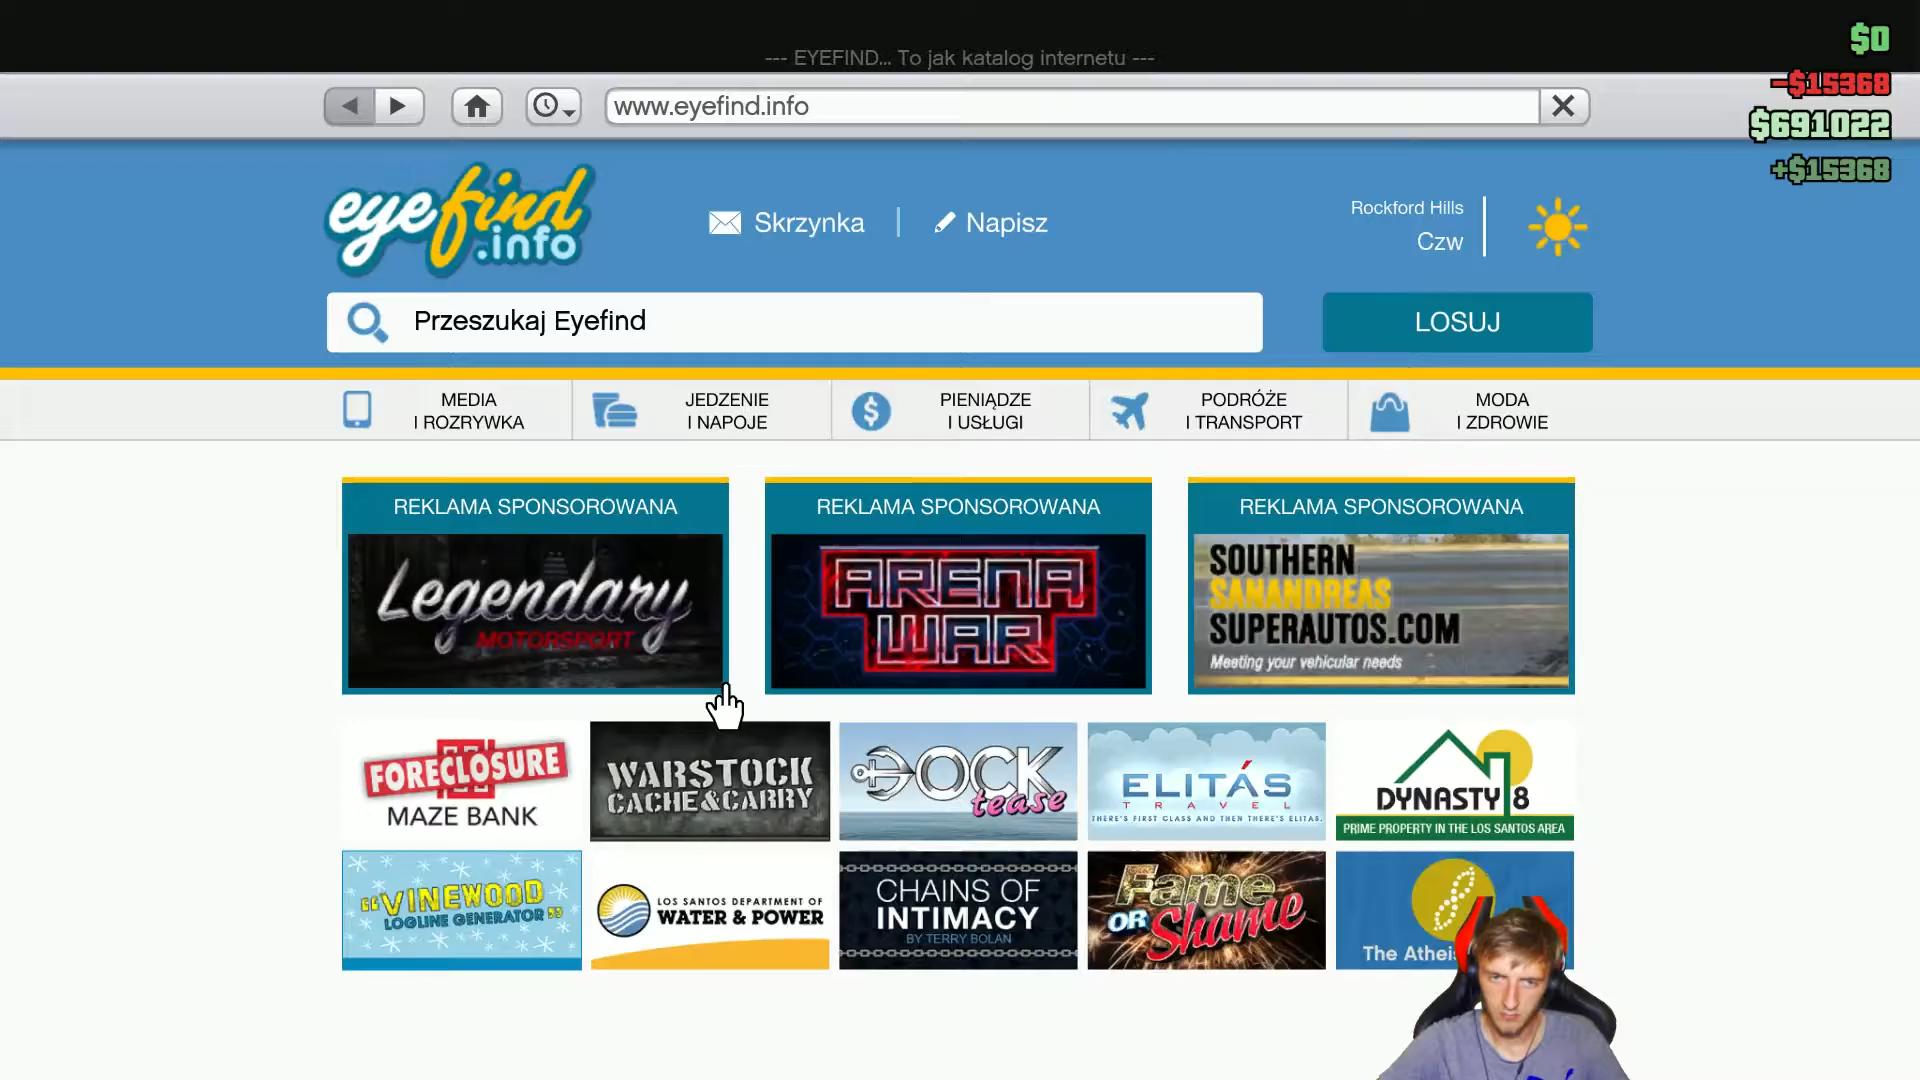 $0
--- EYEFIND... To jak katalog internetu ---
-$15368
www.eyefind.info
$691022
+$15368
eyefind
.info
Skrzynka
Napisz
Rockford Hills
Czw
Przeszukaj Eyefind
LOSUJ
MEDIA
I ROZRYWKA
JEDZENIE
I NAPOJE
PIENIĄDZE
I USŁUGI
PODRÓŻE
I TRANSPORT
MODA
I ZDROWIE
REKLAMA SPONSOROWANA
Legendary
MOTORSPORT
REKLAMA SPONSOROWANA
ARENA
WAR
REKLAMA SPONSOROWANA
SOUTHERN
SANANDREAS
SUPERAUTOS.COM
Meeting your vehicular needs
FORECLOSURE
MAZE BANK
WARSTOCK
CACHE&CARRY
DOCK
tease
ELITÁS
TRAVEL
THERE'S FIRST CLASS AND THEN THERE'S ELITAS.
DYNASTY 8
PRIME PROPERTY IN THE LOS SANTOS AREA
"VINEWOOD
LOGLINE GENERATOR"
LOS SANTOS DEPARTMENT OF
WATER & POWER
CHAINS OF
INTIMACY
BY TERRY BOLAN
Fame
OR Shame
The